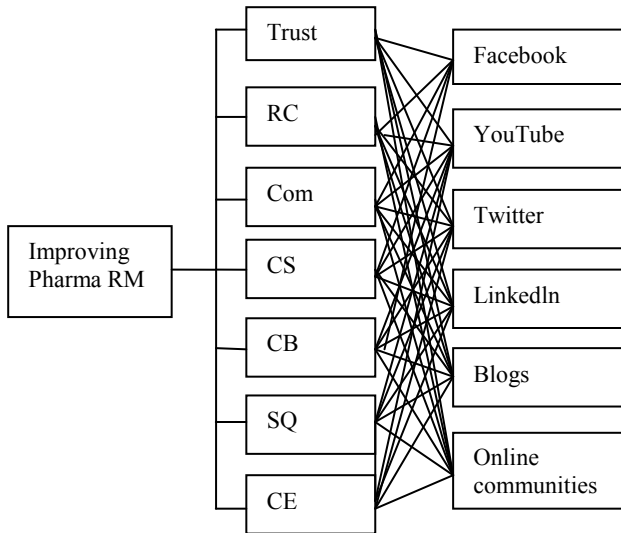 Trust
Facebook
RC
YouTube
Com
Twitter
Improving
Pharma RM
CS
Linkedln
CB
Blogs
SQ
Online
communities
CE